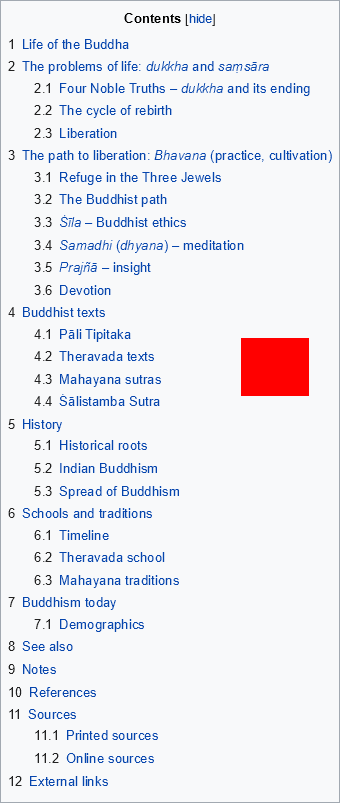 Contents [hide]
1 Life of the Buddha
2 The problems of life: dukkha and saṃsāra
2.1 Four Noble Truths – dukkha and its ending
2.2 The cycle of rebirth
2.3 Liberation
3 The path to liberation: Bhavana (practice, cultivation)
3.1 Refuge in the Three Jewels
3.2 The Buddhist path
3.3 Śīla – Buddhist ethics
3.4 Samadhi (dhyana) – meditation
3.5 Prajñā – insight
3.6 Devotion
4 Buddhist texts
4.1 Pāli Tipitaka
4.2 Theravada texts
4.3 Mahayana sutras
4.4 Śālistamba Sutra
5 History
5.1 Historical roots
5.2 Indian Buddhism
5.3 Spread of Buddhism
6 Schools and traditions
6.1 Timeline
6.2 Theravada school
6.3 Mahayana traditions
7 Buddhism today
7.1 Demographics
8 See also
9 Notes
10 References
11 Sources
11.1 Printed sources
11.2 Online sources
12 External links